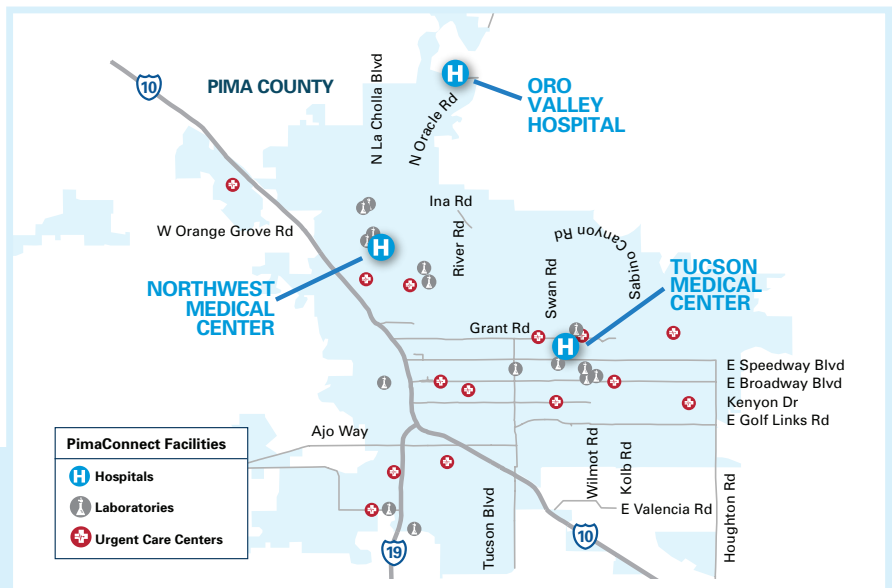 10
PIMA COUNTY
N La Cholla Blvd
N Oracle Rd
H
ORO
VALLEY
HOSPITAL
Ina Rd
W Orange Grove Rd
River Rd
H
NORTHWEST
MEDICAL
CENTER
Swan Rd
Sabino Canyon Rd
TUCSON
MEDICAL
CENTER
Grant Rd
H
E Speedway Blvd
E Broadway Blvd
Kenyon Dr
E Golf Links Rd
Ajo Way
Wilmot Rd
Kolb Rd
E Valencia Rd
Houghton Rd
Tucson Blvd
10
19
PimaConnect Facilities
H Hospitals
Laboratories
Urgent Care Centers